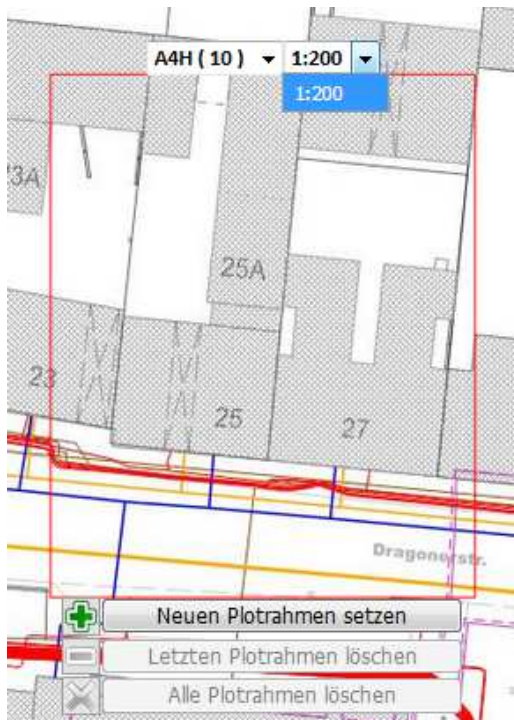 A4H ( 10 ) 1:200
1:200
23A
25A
23
25
27
Dragonerstr.
Neuen Plotrahmen setzen
Letzten Plotrahmen löschen
Alle Plotrahmen löschen